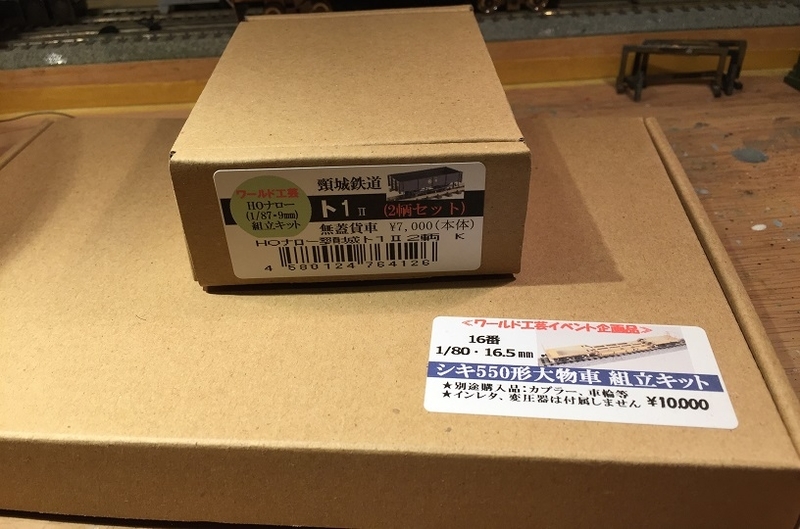 ワールド工芸
HOナロー
(1/87・9mm)
組立キット
頸城鉄道
ト1 II (2輌セット)
無蓋貨車 ¥7,000(本体)
HOナロー頸城ト1 II 2輌 K
4 580124 764126
<ワールド工芸イベント企画品>
16番
1/80・16.5mm
シキ550形大物車 組立キット
★別途購入品:カプラー、車輪等
★インレタ、変圧器は付属しません ¥10,000